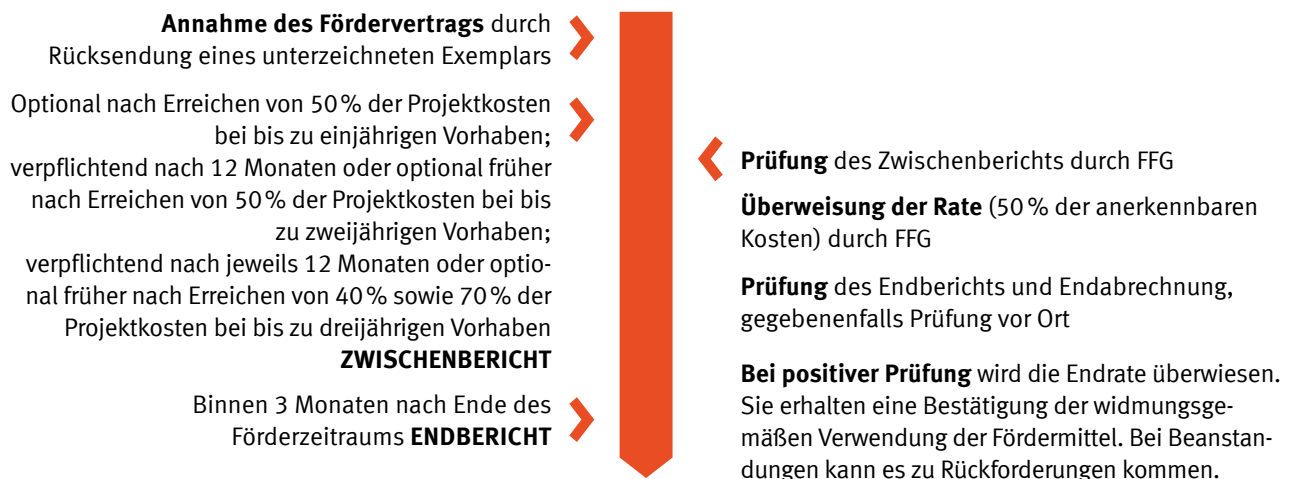 Annahme des Fördervertrags durch
Rücksendung eines unterzeichneten Exemplars
Optional nach Erreichen von 50 % der Projektkosten
bei bis zu einjährigen Vorhaben;
verpflichtend nach 12 Monaten oder optional früher
nach Erreichen von 50 % der Projektkosten bei bis
zu zweijährigen Vorhaben;
verpflichtend nach jeweils 12 Monaten oder optio-
nal früher nach Erreichen von 40 % sowie 70 % der
Projektkosten bei bis zu dreijährigen Vorhaben
ZWISCHENBERICHT
Binnen 3 Monaten nach Ende des
Förderzeitraums ENDBERICHT
Prüfung des Zwischenberichts durch FFG
Überweisung der Rate (50 % der anerkennbaren
Kosten) durch FFG
Prüfung des Endberichts und Endabrechnung,
gegebenenfalls Prüfung vor Ort
Bei positiver Prüfung wird die Endrate überwiesen.
Sie erhalten eine Bestätigung der widmungsge-
mäßen Verwendung der Fördermittel. Bei Beanstan-
dungen kann es zu Rückforderungen kommen.